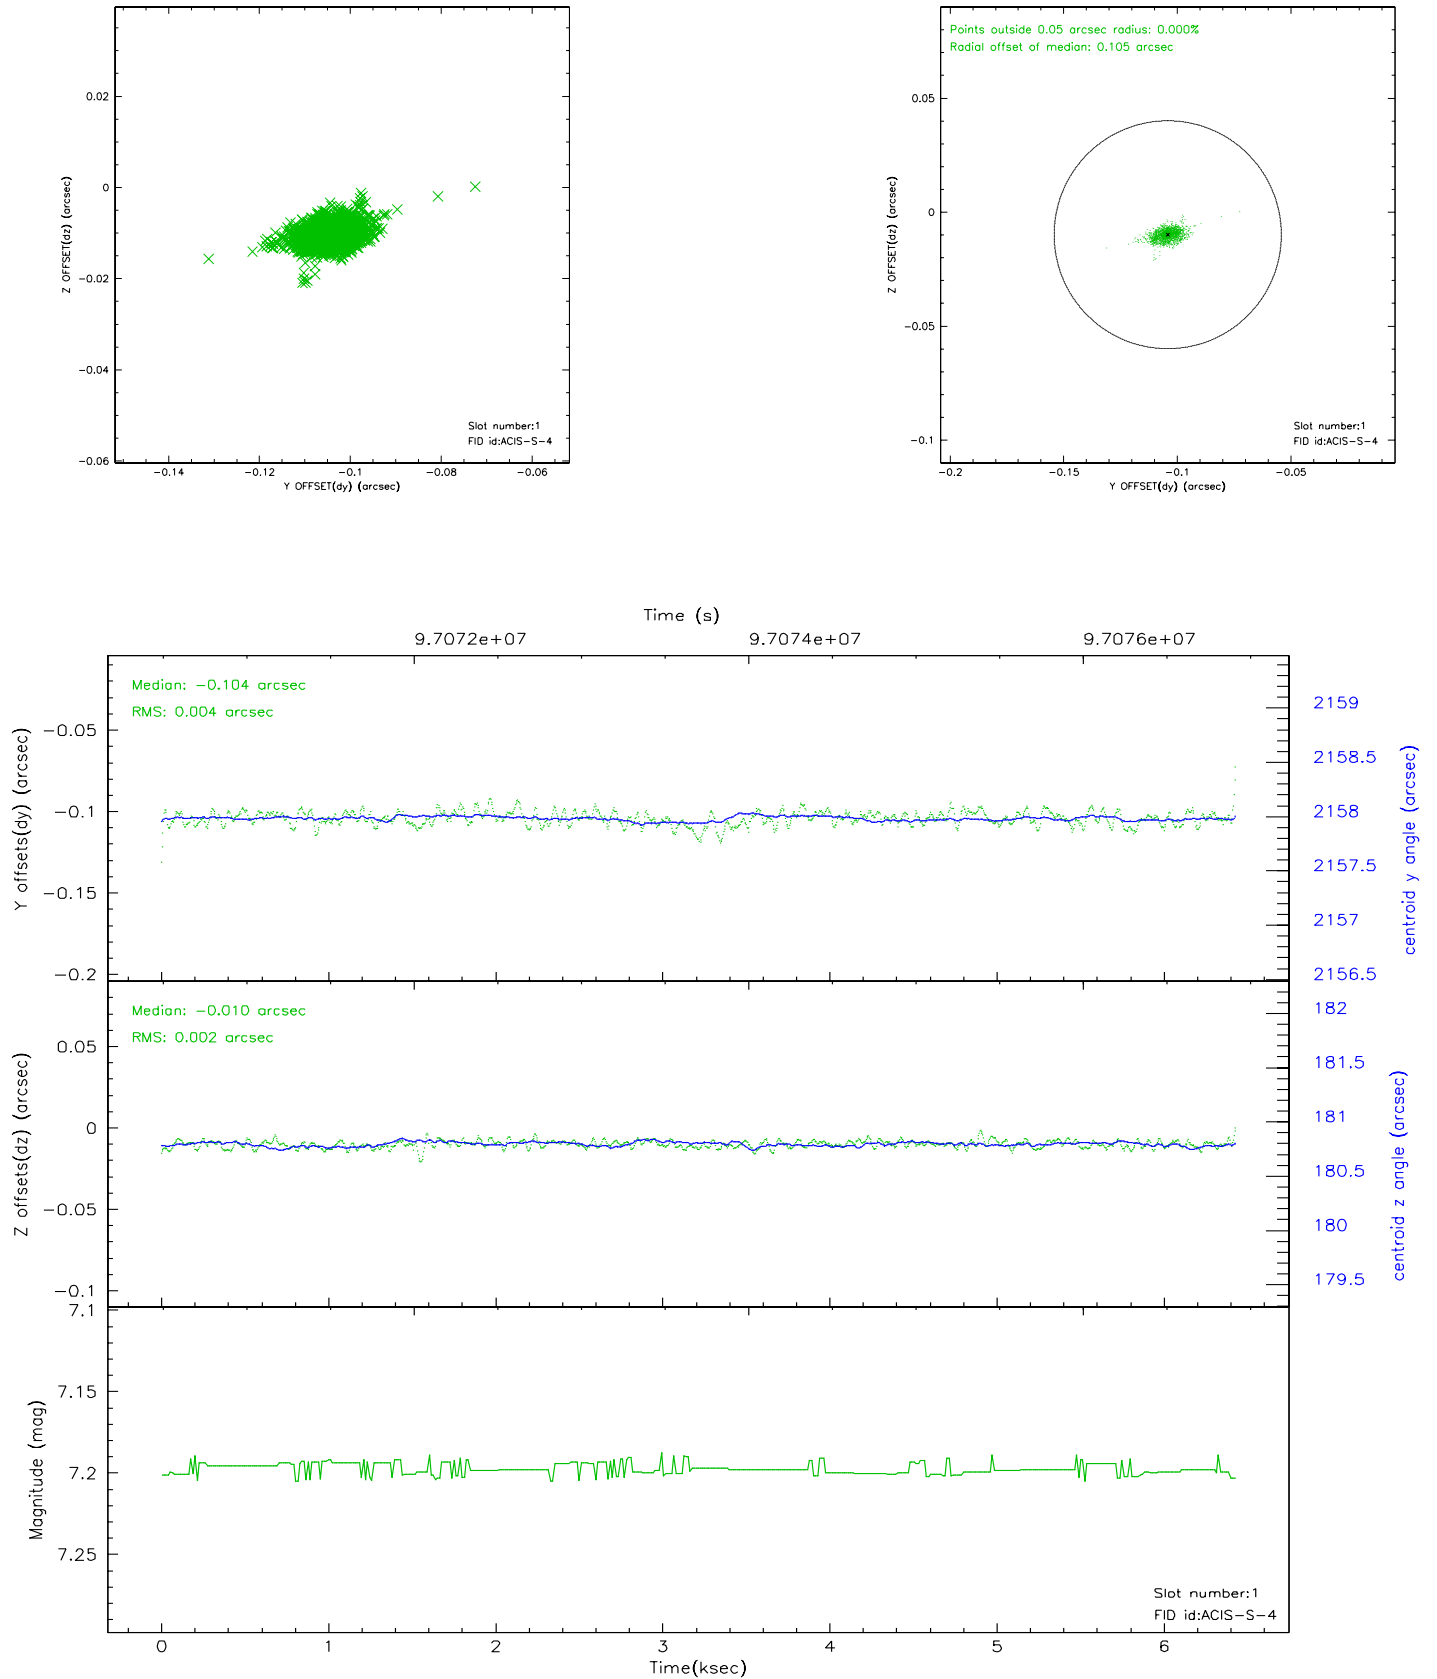 0.02
0
-0.02
-0.04
-0.06
Z OFFSET(dz) (arcsec)
Slot number:1
FID id:ACIS-S-4
-0.14
-0.12
-0.1
-0.08
-0.06
Y OFFSET(dy) (arcsec)
Points outside 0.05 arcsec radius: 0.000%
Radial offset of median: 0.105 arcsec
0.05
0
-0.05
-0.1
Z OFFSET(dz) (arcsec)
Slot number:1
FID id:ACIS-S-4
-0.2
-0.15
-0.1
-0.05
Y OFFSET(dy) (arcsec)
Time (s)
9.7072e+07
9.7074e+07
9.7076e+07
Median: -0.104 arcsec
RMS: 0.004 arcsec
-0.05
-0.1
-0.15
-0.2
Y offsets(dy) (arcsec)
2159
2158.5
2158
2157.5
2157
2156.5
centroid y angle (arcsec)
Median: -0.010 arcsec
RMS: 0.002 arcsec
0.05
0
-0.05
-0.1
Z offsets(dz) (arcsec)
182
181.5
181
180.5
180
179.5
centroid z angle (arcsec)
7.1
7.15
7.2
7.25
Magnitude (mag)
Slot number:1
FID id:ACIS-S-4
0
1
2
3
4
5
6
Time(ksec)